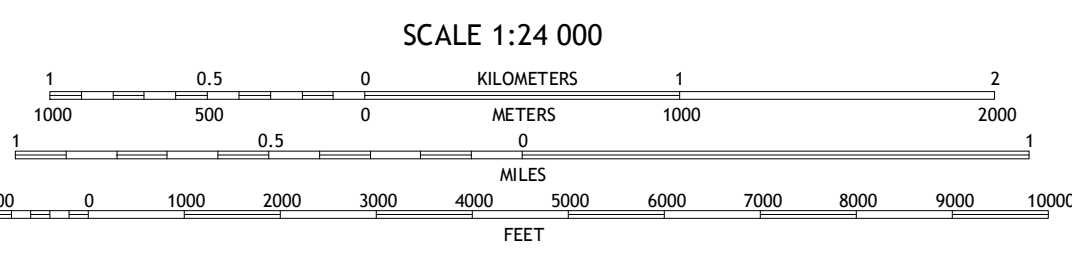 SCALE 1:24 000
1 0.5 0 KILOMETERS 1 2
1000 500 0 METERS 1000 2000
1 0.5 0 1
MILES
0 1000 2000 3000 4000 5000 6000 7000 8000 9000 10000
FEET